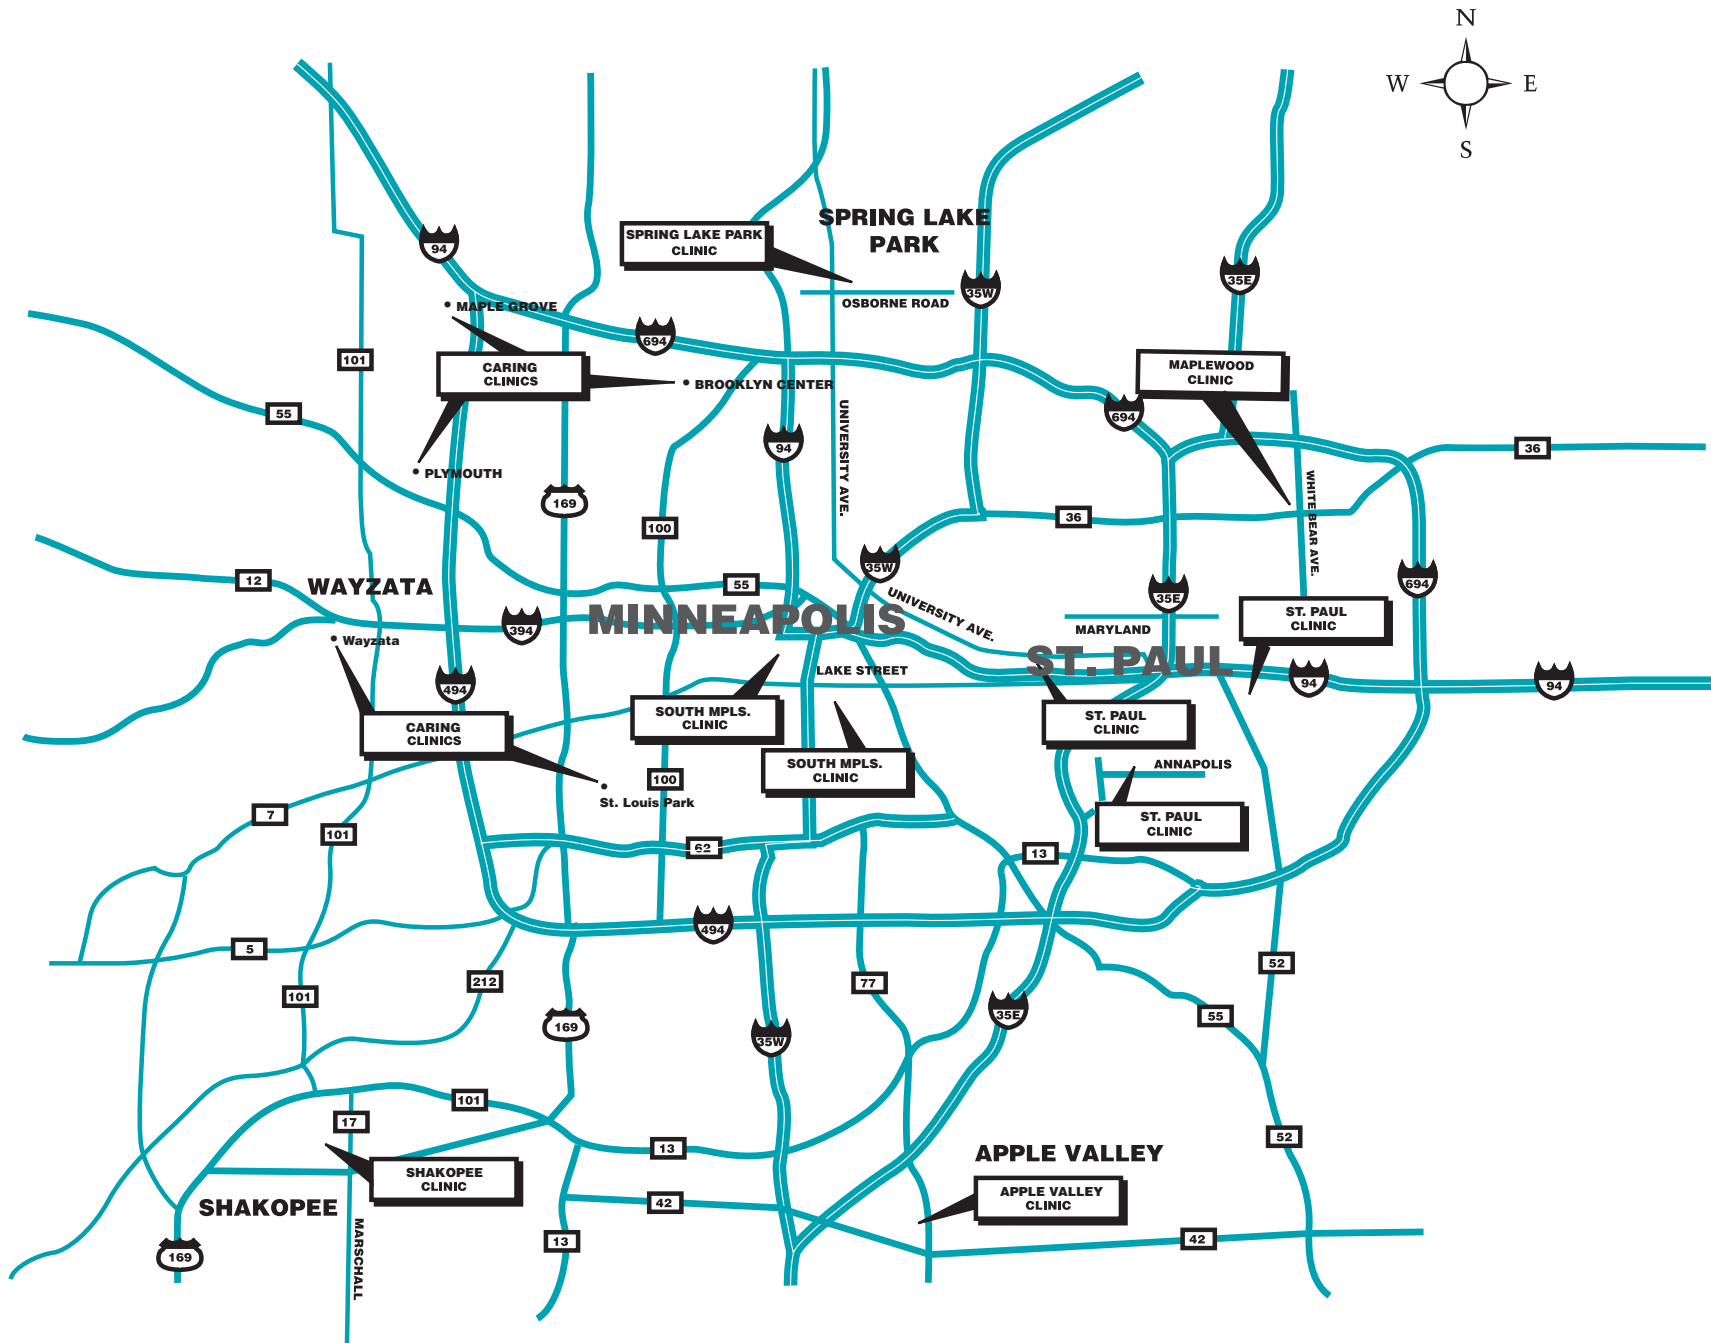 N
W
E
S
SPRING LAKE
PARK
SPRING LAKE PARK
CLINIC
94
35W
35E
OSBORNE ROAD
MAPLE GROVE
694
101
CARING
CLINICS
BROOKLYN CENTER
MAPLEWOOD
CLINIC
55
694
94
UNIVERSITY AVE.
36
PLYMOUTH
169
100
36
WHITE BEAR AVE.
35W
12
WAYZATA
55
694
35E
UNIVERSITY AVE.
394
MINNEAPOLIS
ST. PAUL
CLINIC
MARYLAND
Wayzata
LAKE STREET
ST. PAUL
94
94
494
SOUTH MPLS.
CLINIC
ST. PAUL
CLINIC
CARING
CLINICS
SOUTH MPLS.
CLINIC
ANNAPOLIS
100
St. Louis Park
7
101
ST. PAUL
CLINIC
62
13
494
5
52
212
77
101
35E
55
169
35W
101
17
52
13
APPLE VALLEY
SHAKOPEE
CLINIC
APPLE VALLEY
CLINIC
SHAKOPEE
42
13
42
169
MARSCHALL